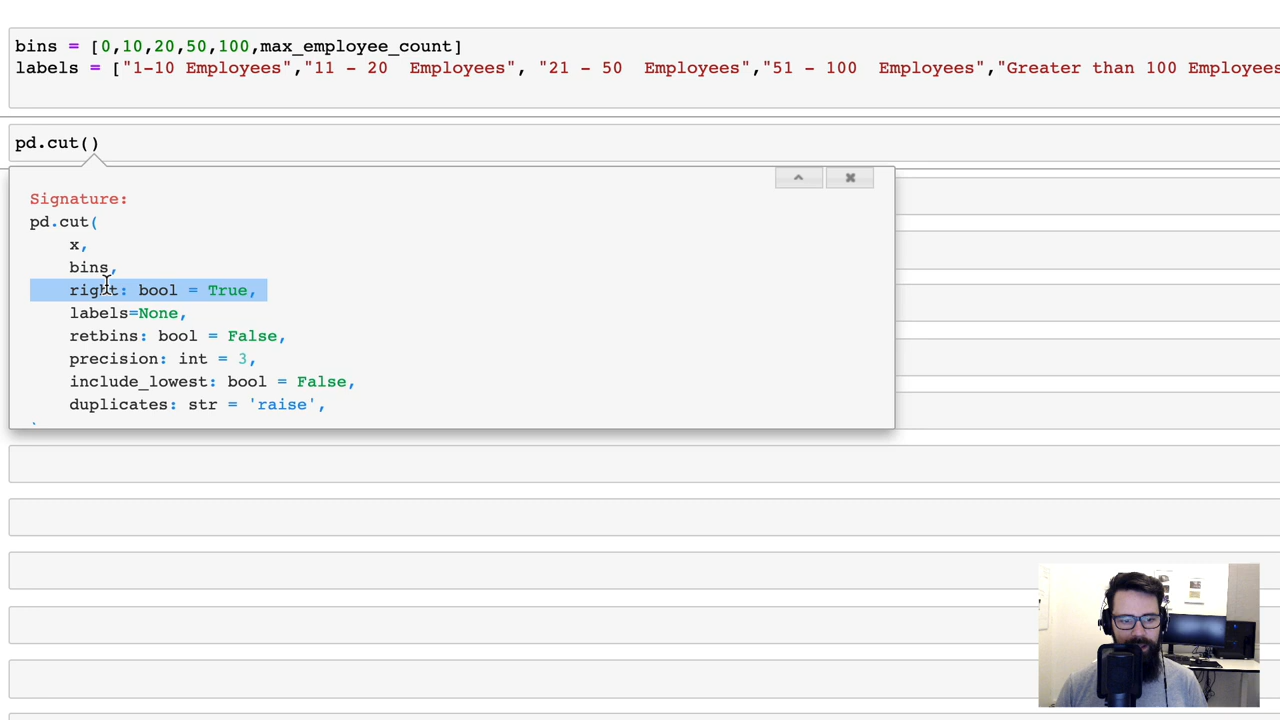 bins = [0,10,20,50,100,max_employee_count]
labels = ["1-10 Employees","11 - 20  Employees", "21 - 50  Employees","51 - 100  Employees","Greater than 100 Employees
pd.cut()
Signature:
pd.cut(
    x,
    bins,
    right: bool = True,
    labels=None,
    retbins: bool = False,
    precision: int = 3,
    include_lowest: bool = False,
    duplicates: str = 'raise',